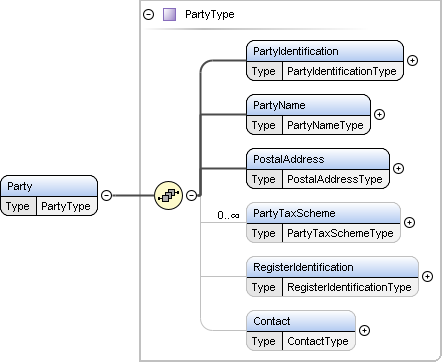 PartyType
PartyIdentification
Type PartyIdentificationType
PartyName
Type PartyNameType
PostalAddress
Type PostalAddressType
Party
Type PartyType
0..∞
PartyTaxScheme
Type PartyTaxSchemeType
RegisterIdentification
Type RegisterIdentificationType
Contact
Type ContactType